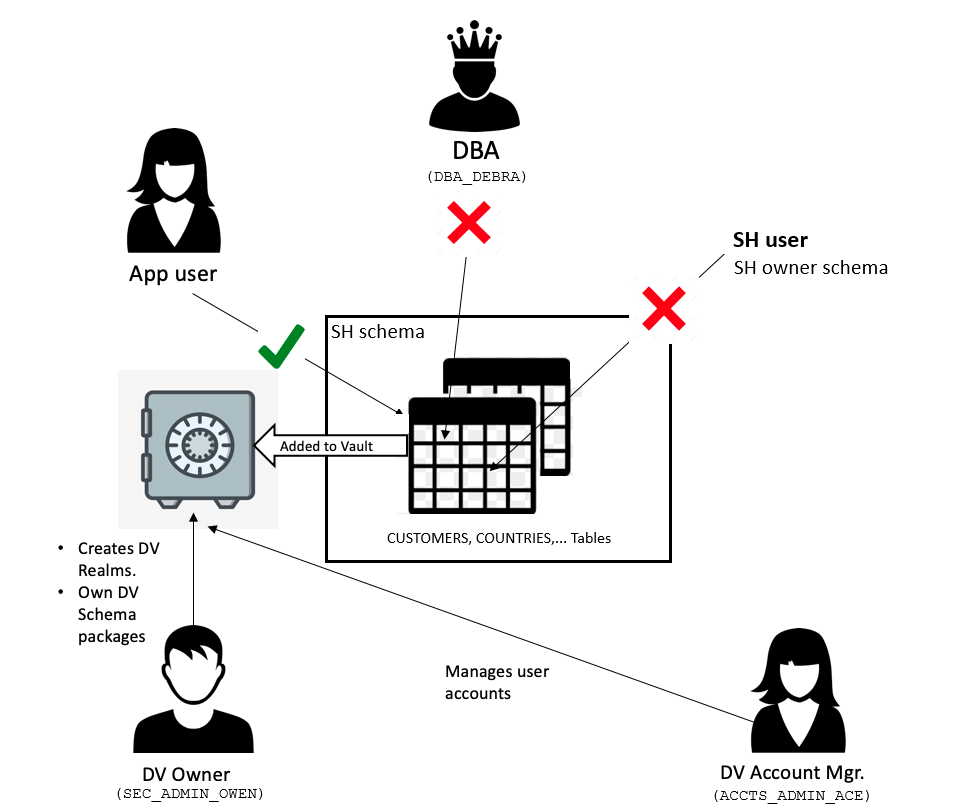 DBA
(DBA_DEBRA)
App user
SH user
SH owner schema
SH schema
Added to Vault
CUSTOMERS, COUNTRIES,... Tables
• Creates DV
Realms.
• Own DV
Schema
packages
Manages user
accounts
DV Owner
(SEC_ADMIN_OWEN)
DV Account Mgr.
(ACCTS_ADMIN_ACE)